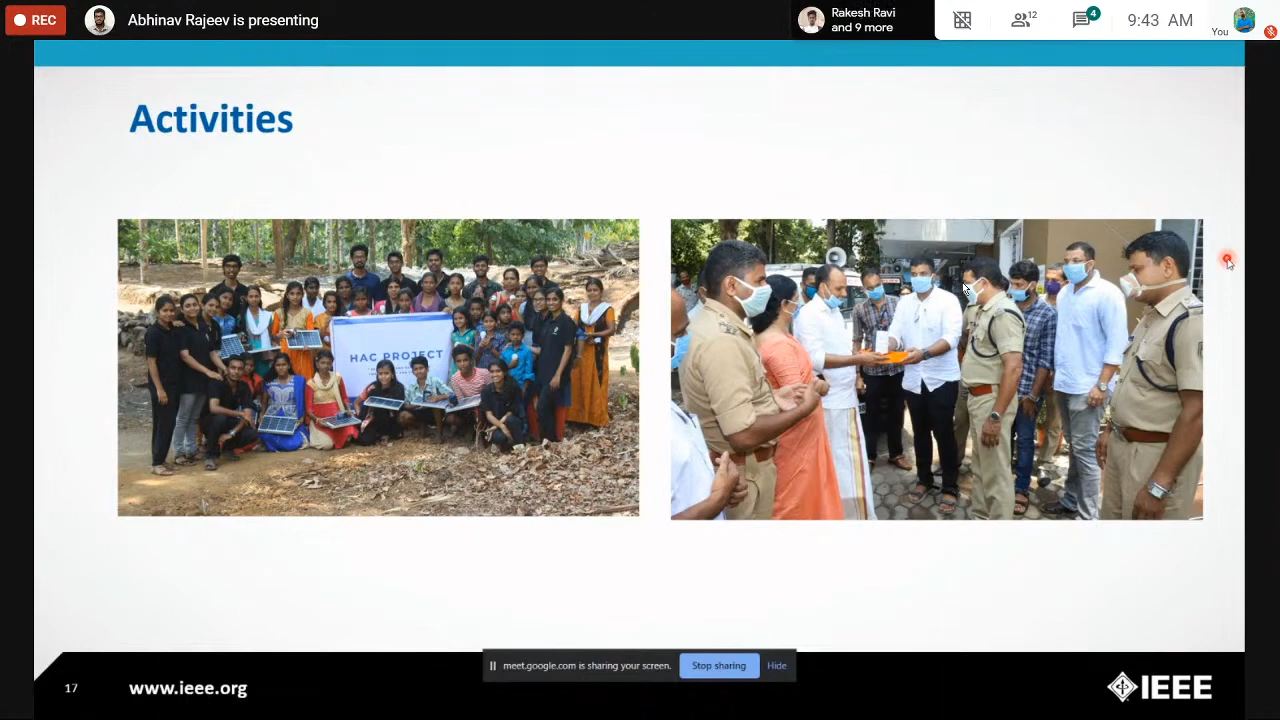 REC
Abhinav Rajeev is presenting
Rakesh Ravi
and 9 more
12
4
9:43 AM
You
Activities
HAC PROJECT
meet.google.com is sharing your screen.
Stop sharing
Hide
17
www.ieee.org
IEEE